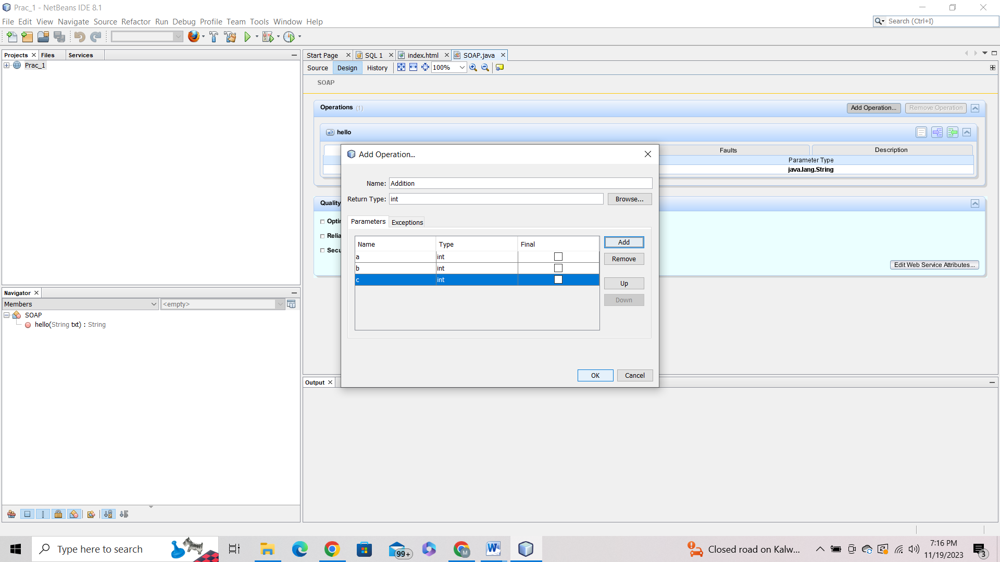 Prac_1 - NetBeans IDE 8.1
File Edit View Navigate Source Refactor Run Debug Profile Team Tools Window Help
Search (Ctrl+I)
Projects Files Services
Prac_1
Start Page SQL 1 index.html SOAP.java
Source Design History 100%
SOAP
Operations (1) Add Operation... Remove Operation
hello
Faults Description
Parameter Type
java.lang.String
Add Operation...
Name: Addition
Return Type: int Browse...
Parameters Exceptions
Name Type Final
a int
b int
c int
Add
Remove
Up
Down
OK Cancel
Quality
Edit Web Service Attributes...
Navigator
Members <empty>
SOAP
hello(String txt) : String
Output
Type here to search
99+
M
Closed road on Kalw...
7:16 PM
11/19/2023
3